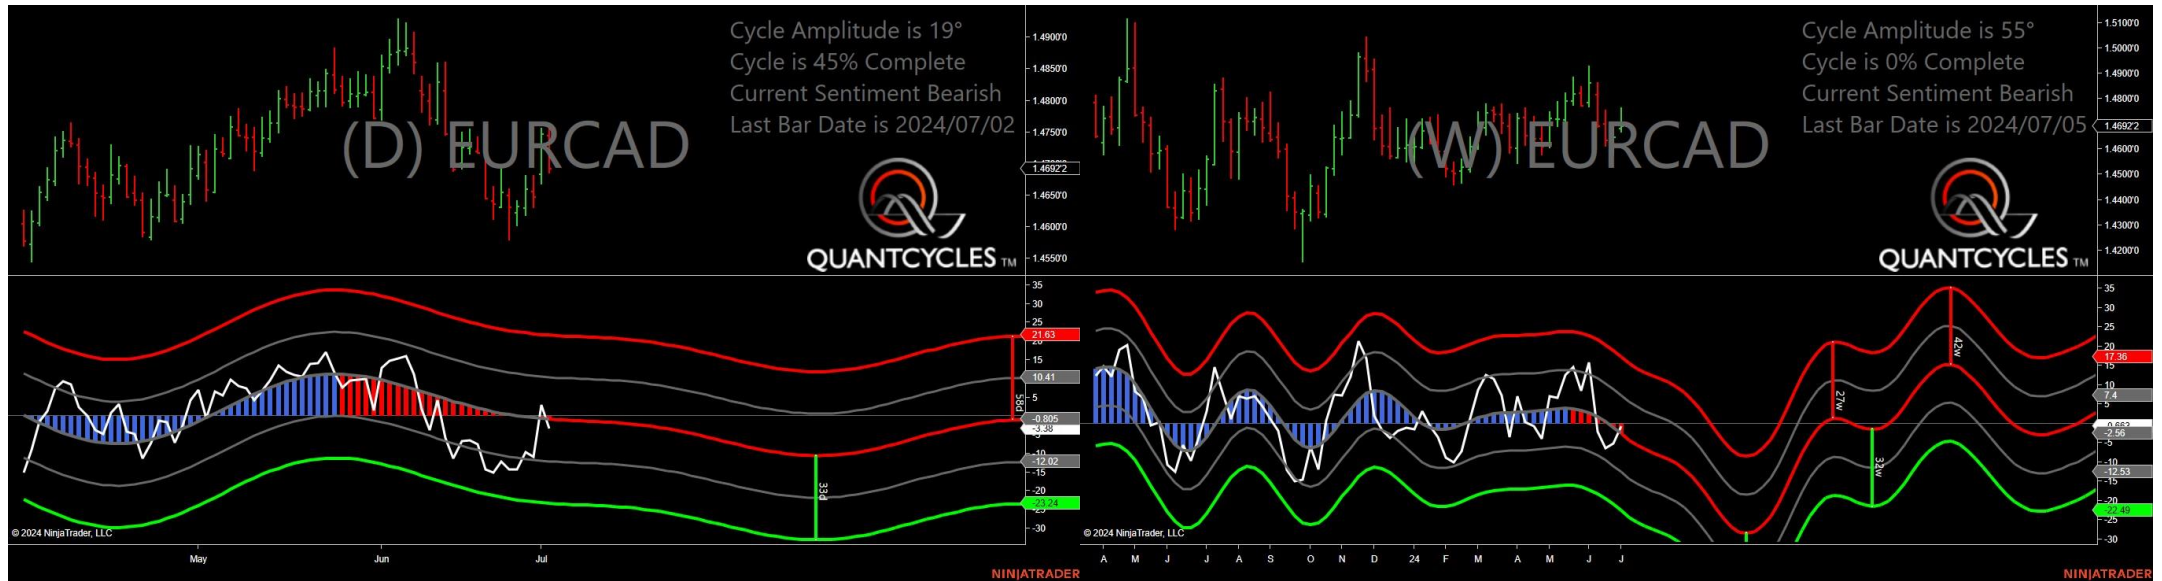 Cycle Amplitude is 19°
Cycle is 45% Complete
Current Sentiment Bearish
Last Bar Date is 2024/07/02
(D) EURCAD
QUANTCYCLES TM
1.4900'0
1.4850'0
1.4800'0
1.4750'0
1.4692'2
1.4650'0
1.4600'0
1.4550'0
35
30
25
21.63
15
10.41
5
-0.805
-3.38
-10
-12.02
-15
-20
-23.24
-30
58d
33d
© 2024 NinjaTrader, LLC
May
Jun
Jul
NINJATRADER
Cycle Amplitude is 55°
Cycle is 0% Complete
Current Sentiment Bearish
Last Bar Date is 2024/07/05
(W) EURCAD
QUANTCYCLES TM
1.5100'0
1.5000'0
1.4900'0
1.4800'0
1.4692'2
1.4600'0
1.4500'0
1.4400'0
1.4300'0
1.4200'0
35
30
25
20
17.36
10
7.4
5
-2.56
-5
-10
-12.53
-15
-20
-22.49
-25
-30
27w
32w
42w
© 2024 NinjaTrader, LLC
A M J J A S O N D 24 F M A M J J
NINJATRADER